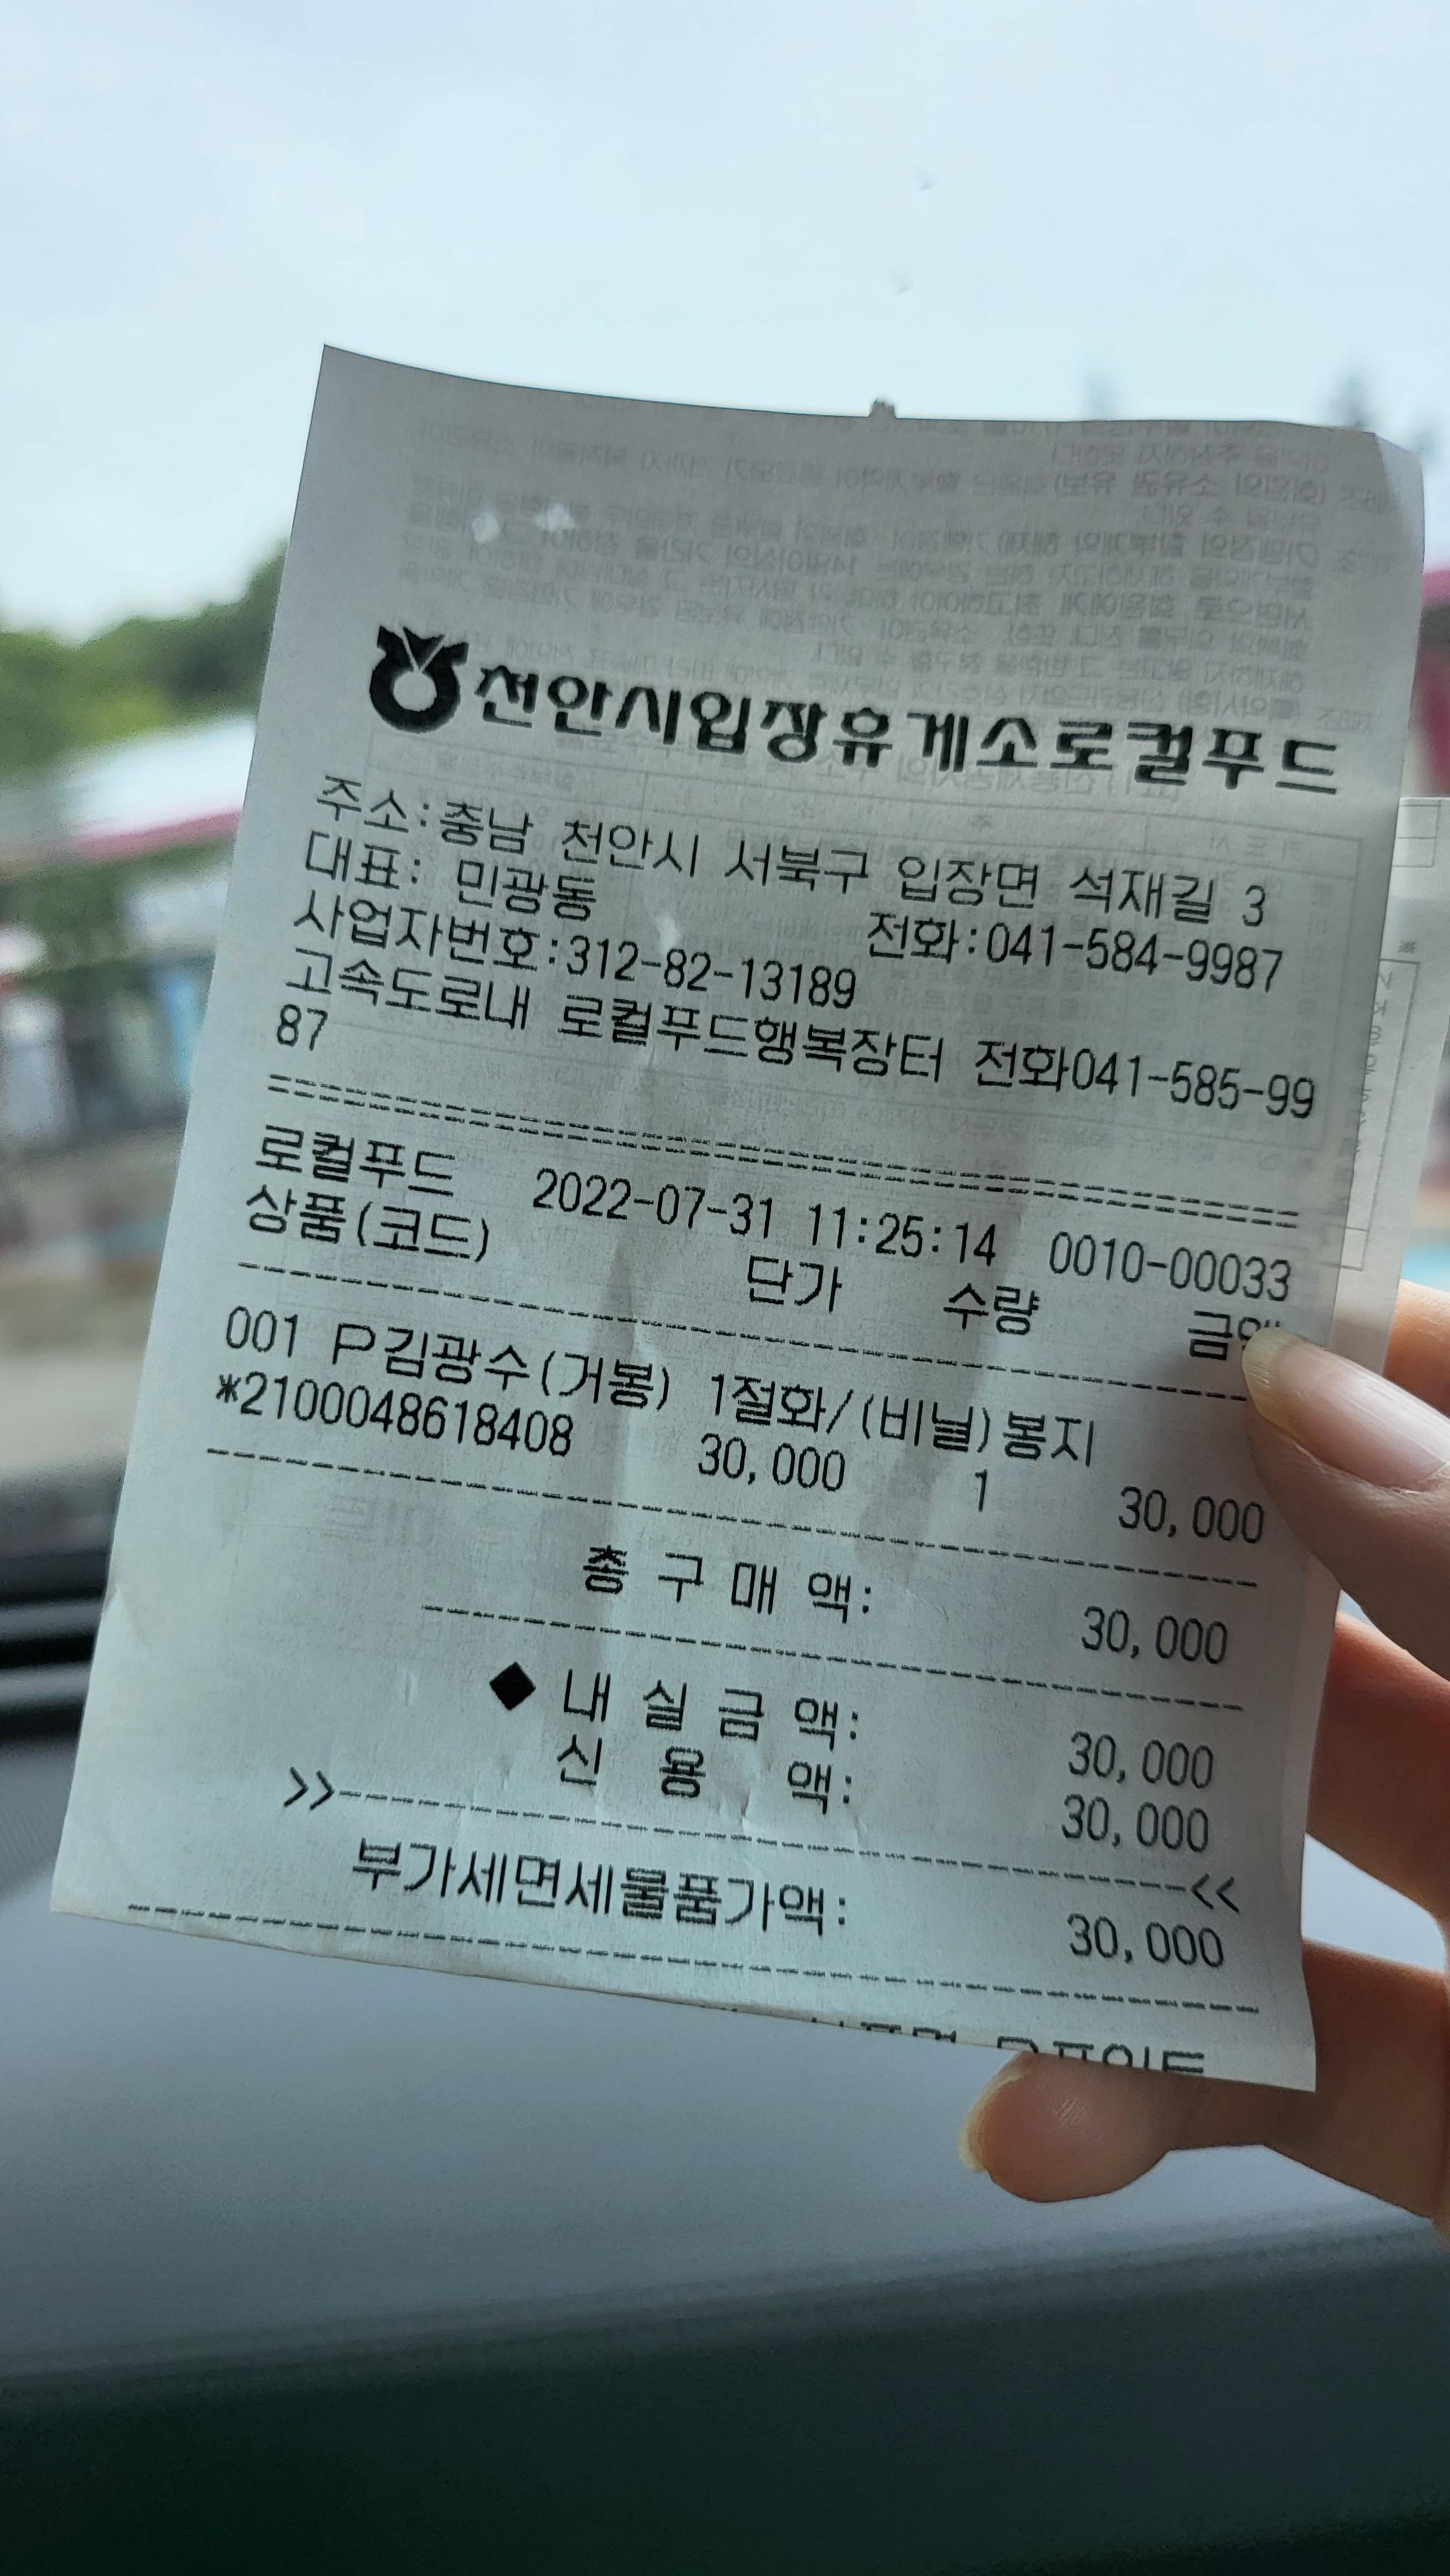 천안시입장휴게소로컬푸드
주소:충남 천안시 서북구 입장면 석재길 3
대표: 민광동 전화:041-584-9987
사업자번호:312-82-13189
고속도로내 로컬푸드행복장터 전화041-585-99
87
로컬푸드 2022-07-31 11:25:14 0010-00033
상품(코드) 단가 수량
001 P김광수(거봉) 1절화/(비닐)봉지
*2100048618408 30,000 1 30,000
총 구 매 액: 30,000
◆ 내 실 금 액: 30,000
신 용 액: 30,000
>>--------<<
부가세면세물품가액: 30,000